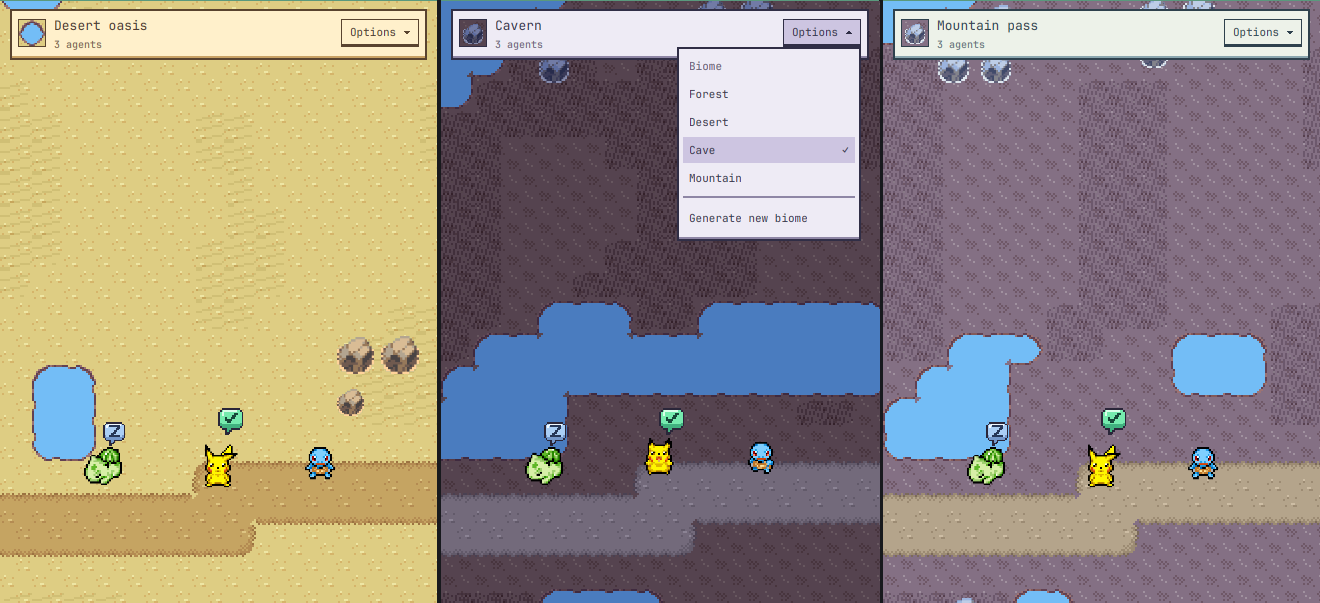 Desert oasis
3 agents
Options
Cavern
3 agents
Options
Biome
Forest
Desert
Cave
Mountain
Generate new biome
Mountain pass
3 agents
Options
Z
Z
Z